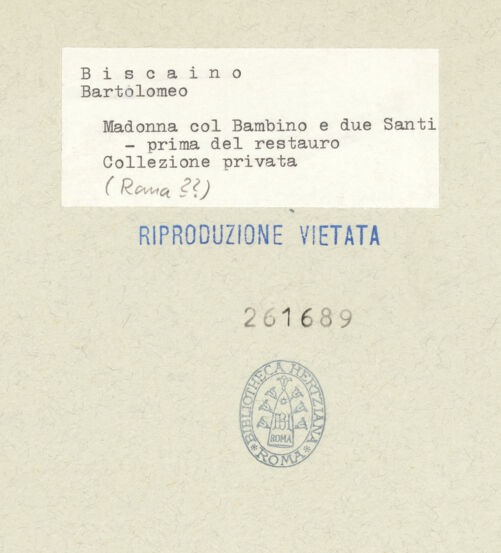 B i s c a i n o
Bartolomeo
Madonna col Bambino e due Santi
- prima del restauro
Collezione privata
(Roma ??)
RIPRODUZIONE VIETATA
261689
BIBLIOTHECA HERTZIANA
BH
ROMA
* ROMA *